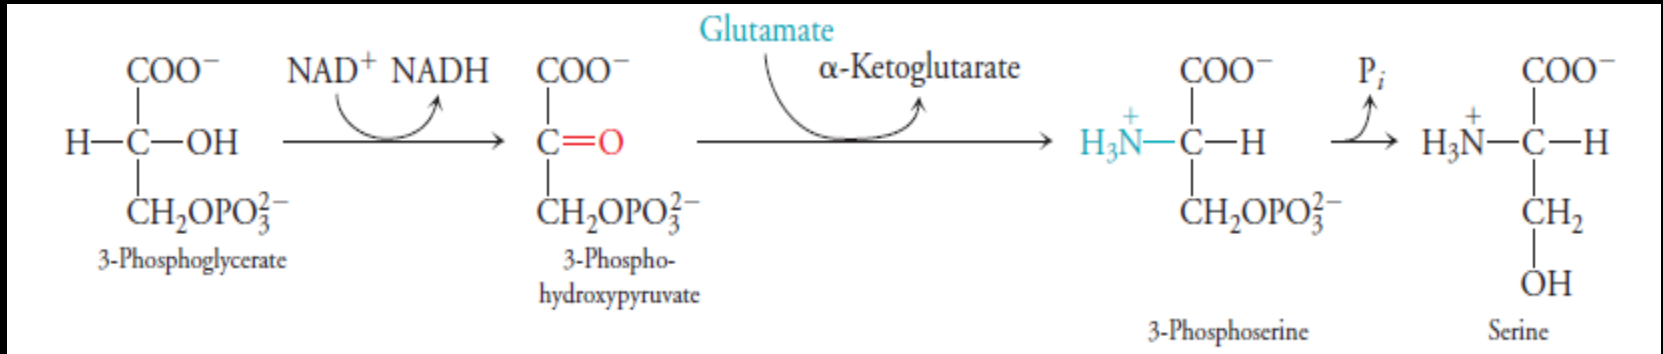 Glutamate
COO⁻ NAD⁺ NADH COO⁻ α-Ketoglutarate COO⁻ Pᵢ COO⁻
H—C—OH C=O H₃N⁺—C—H H₃N⁺—C—H
CH₂OPO₃²⁻ CH₂OPO₃²⁻ CH₂OPO₃²⁻ CH₂
3-Phosphoglycerate 3-Phospho-
hydroxypyruvate OH
3-Phosphoserine Serine